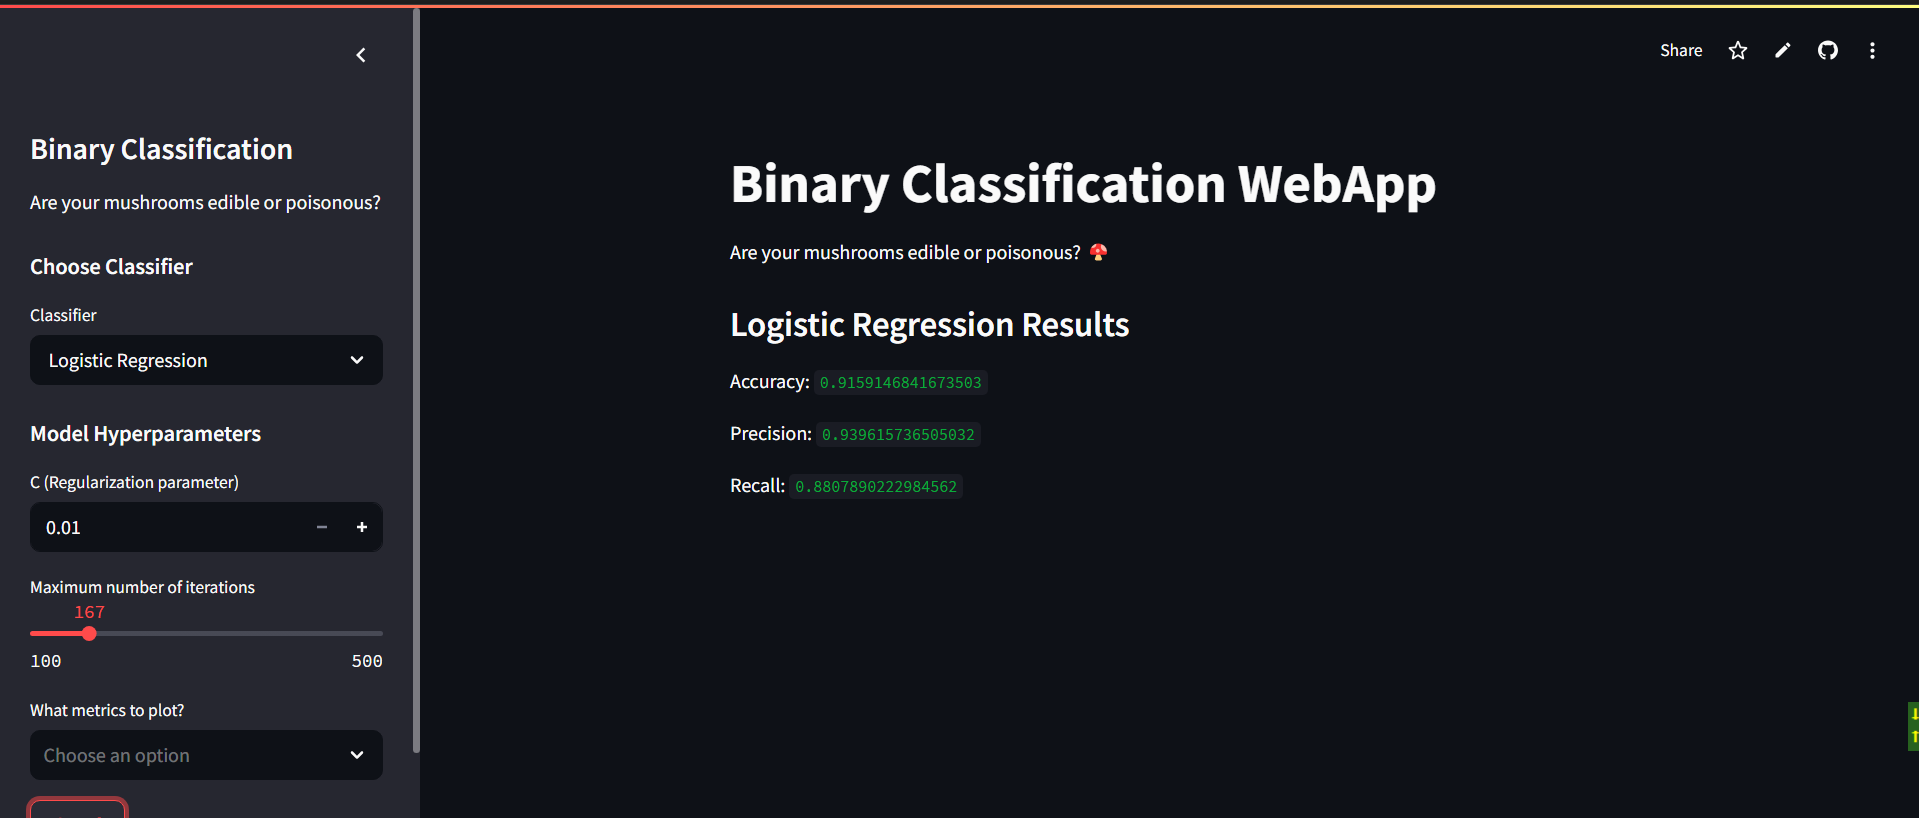 Share
Binary Classification
Are your mushrooms edible or poisonous?
Choose Classifier
Classifier
Logistic Regression
Model Hyperparameters
C (Regularization parameter)
0.01
Maximum number of iterations
167
100 500
What metrics to plot?
Choose an option
Binary Classification WebApp
Are your mushrooms edible or poisonous? 🍄
Logistic Regression Results
Accuracy: 0.9159146841673503
Precision: 0.939615736505032
Recall: 0.8807890222984562